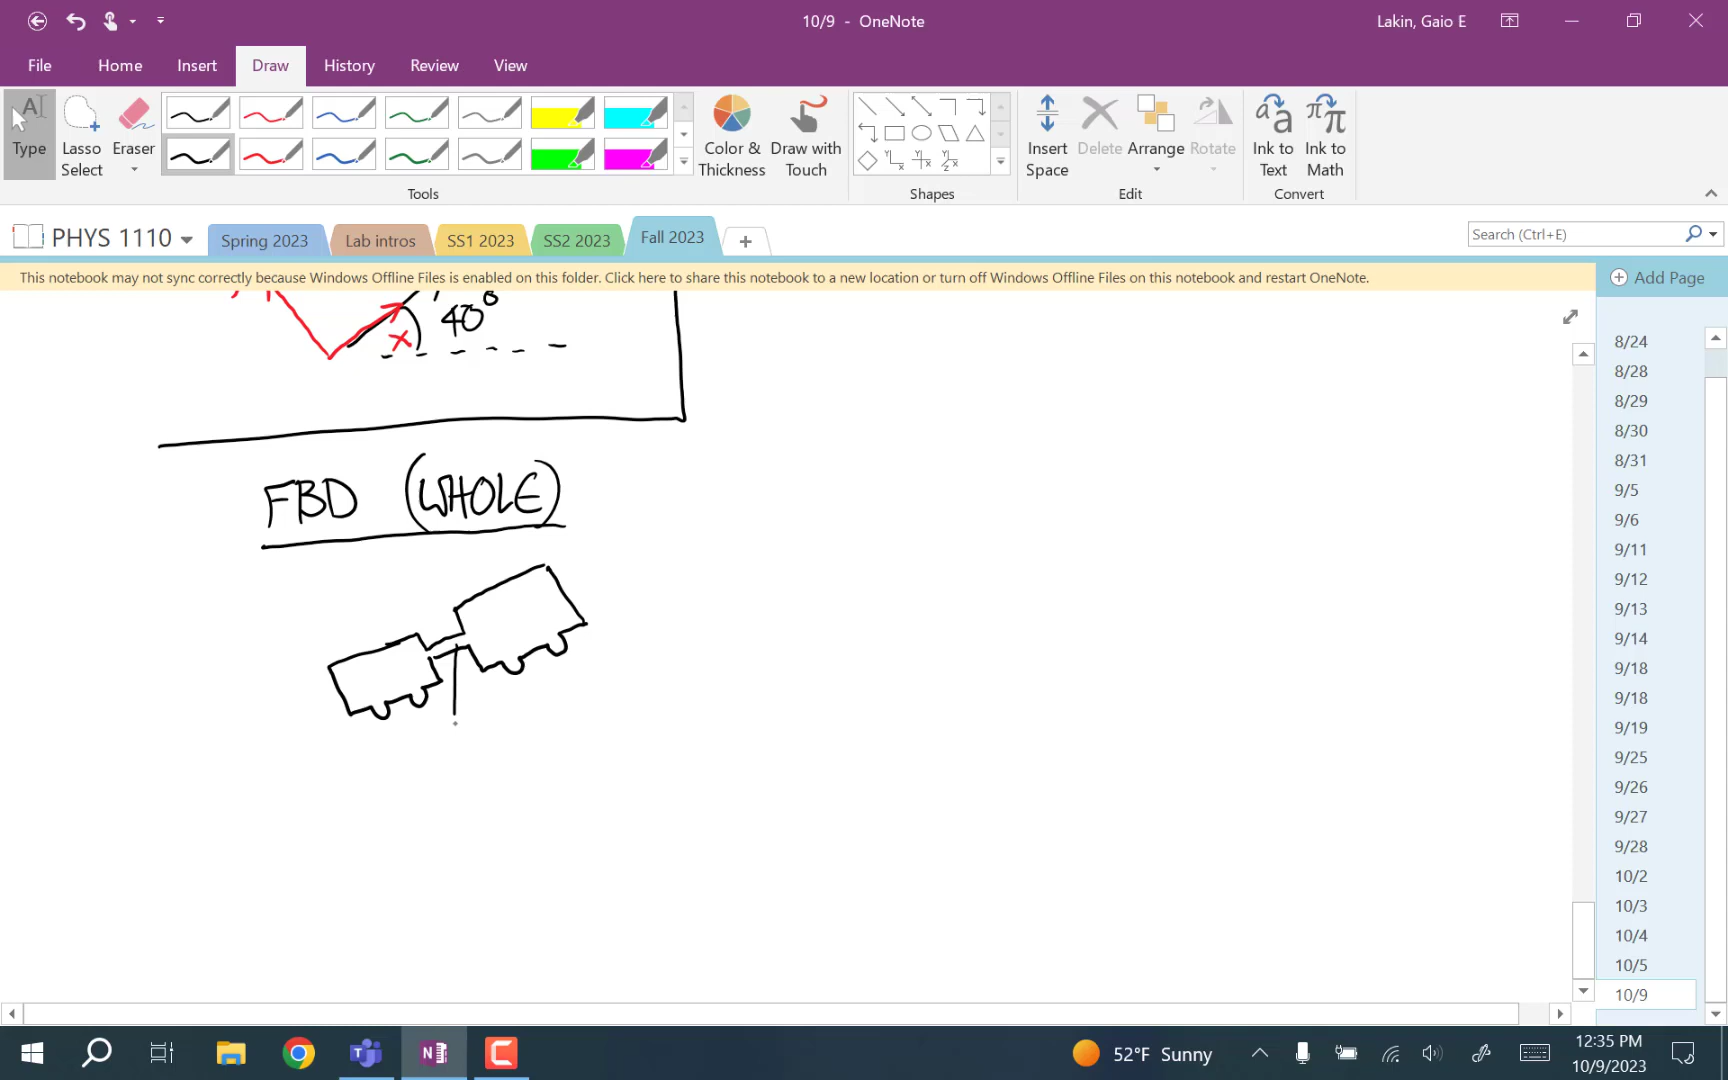 10/9 - OneNote
Lakin, Gaio E
File Home Insert Draw History Review View
Type
Lasso Select
Eraser
Color & Thickness
Draw with Touch
Insert Space
Delete
Arrange
Rotate
Ink to Text
Ink to Math
Tools
Shapes
Edit
Convert
PHYS 1110
Spring 2023
Lab intros
SS1 2023
SS2 2023
Fall 2023
Search (Ctrl+E)
This notebook may not sync correctly because Windows Offline Files is enabled on this folder. Click here to share this notebook to a new location or turn off Windows Offline Files on this notebook and restart OneNote.
Add Page
40°
x
FBD (WHOLE)
8/24
8/28
8/29
8/30
8/31
9/5
9/6
9/11
9/12
9/13
9/14
9/18
9/18
9/19
9/25
9/26
9/27
9/28
10/2
10/3
10/4
10/5
10/9
52°F Sunny
12:35 PM
10/9/2023